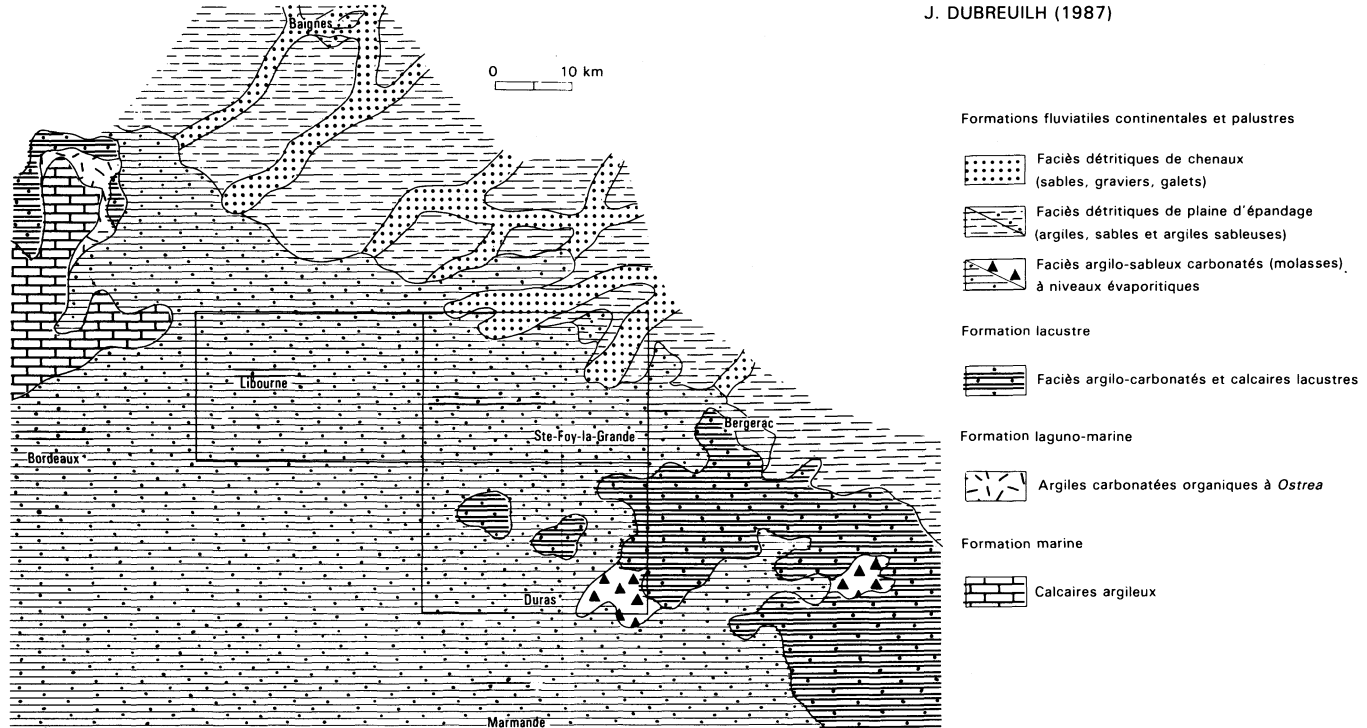 J. DUBREUILH (1987)
Baignes
0 10 km
Libourne
Ste-Foy-la-Grande
Bergerac
Bordeaux
Duras
Marmande
Formations fluviatiles continentales et palustres
Faciès détritiques de chenaux
(sables, graviers, galets)
Faciès détritiques de plaine d'épandage
(argiles, sables et argiles sableuses)
Faciès argilo-sableux carbonatés (molasses)
à niveaux évaporitiques
Formation lacustre
Faciès argilo-carbonatés et calcaires lacustres
Formation laguno-marine
Argiles carbonatées organiques à Ostrea
Formation marine
Calcaires argileux